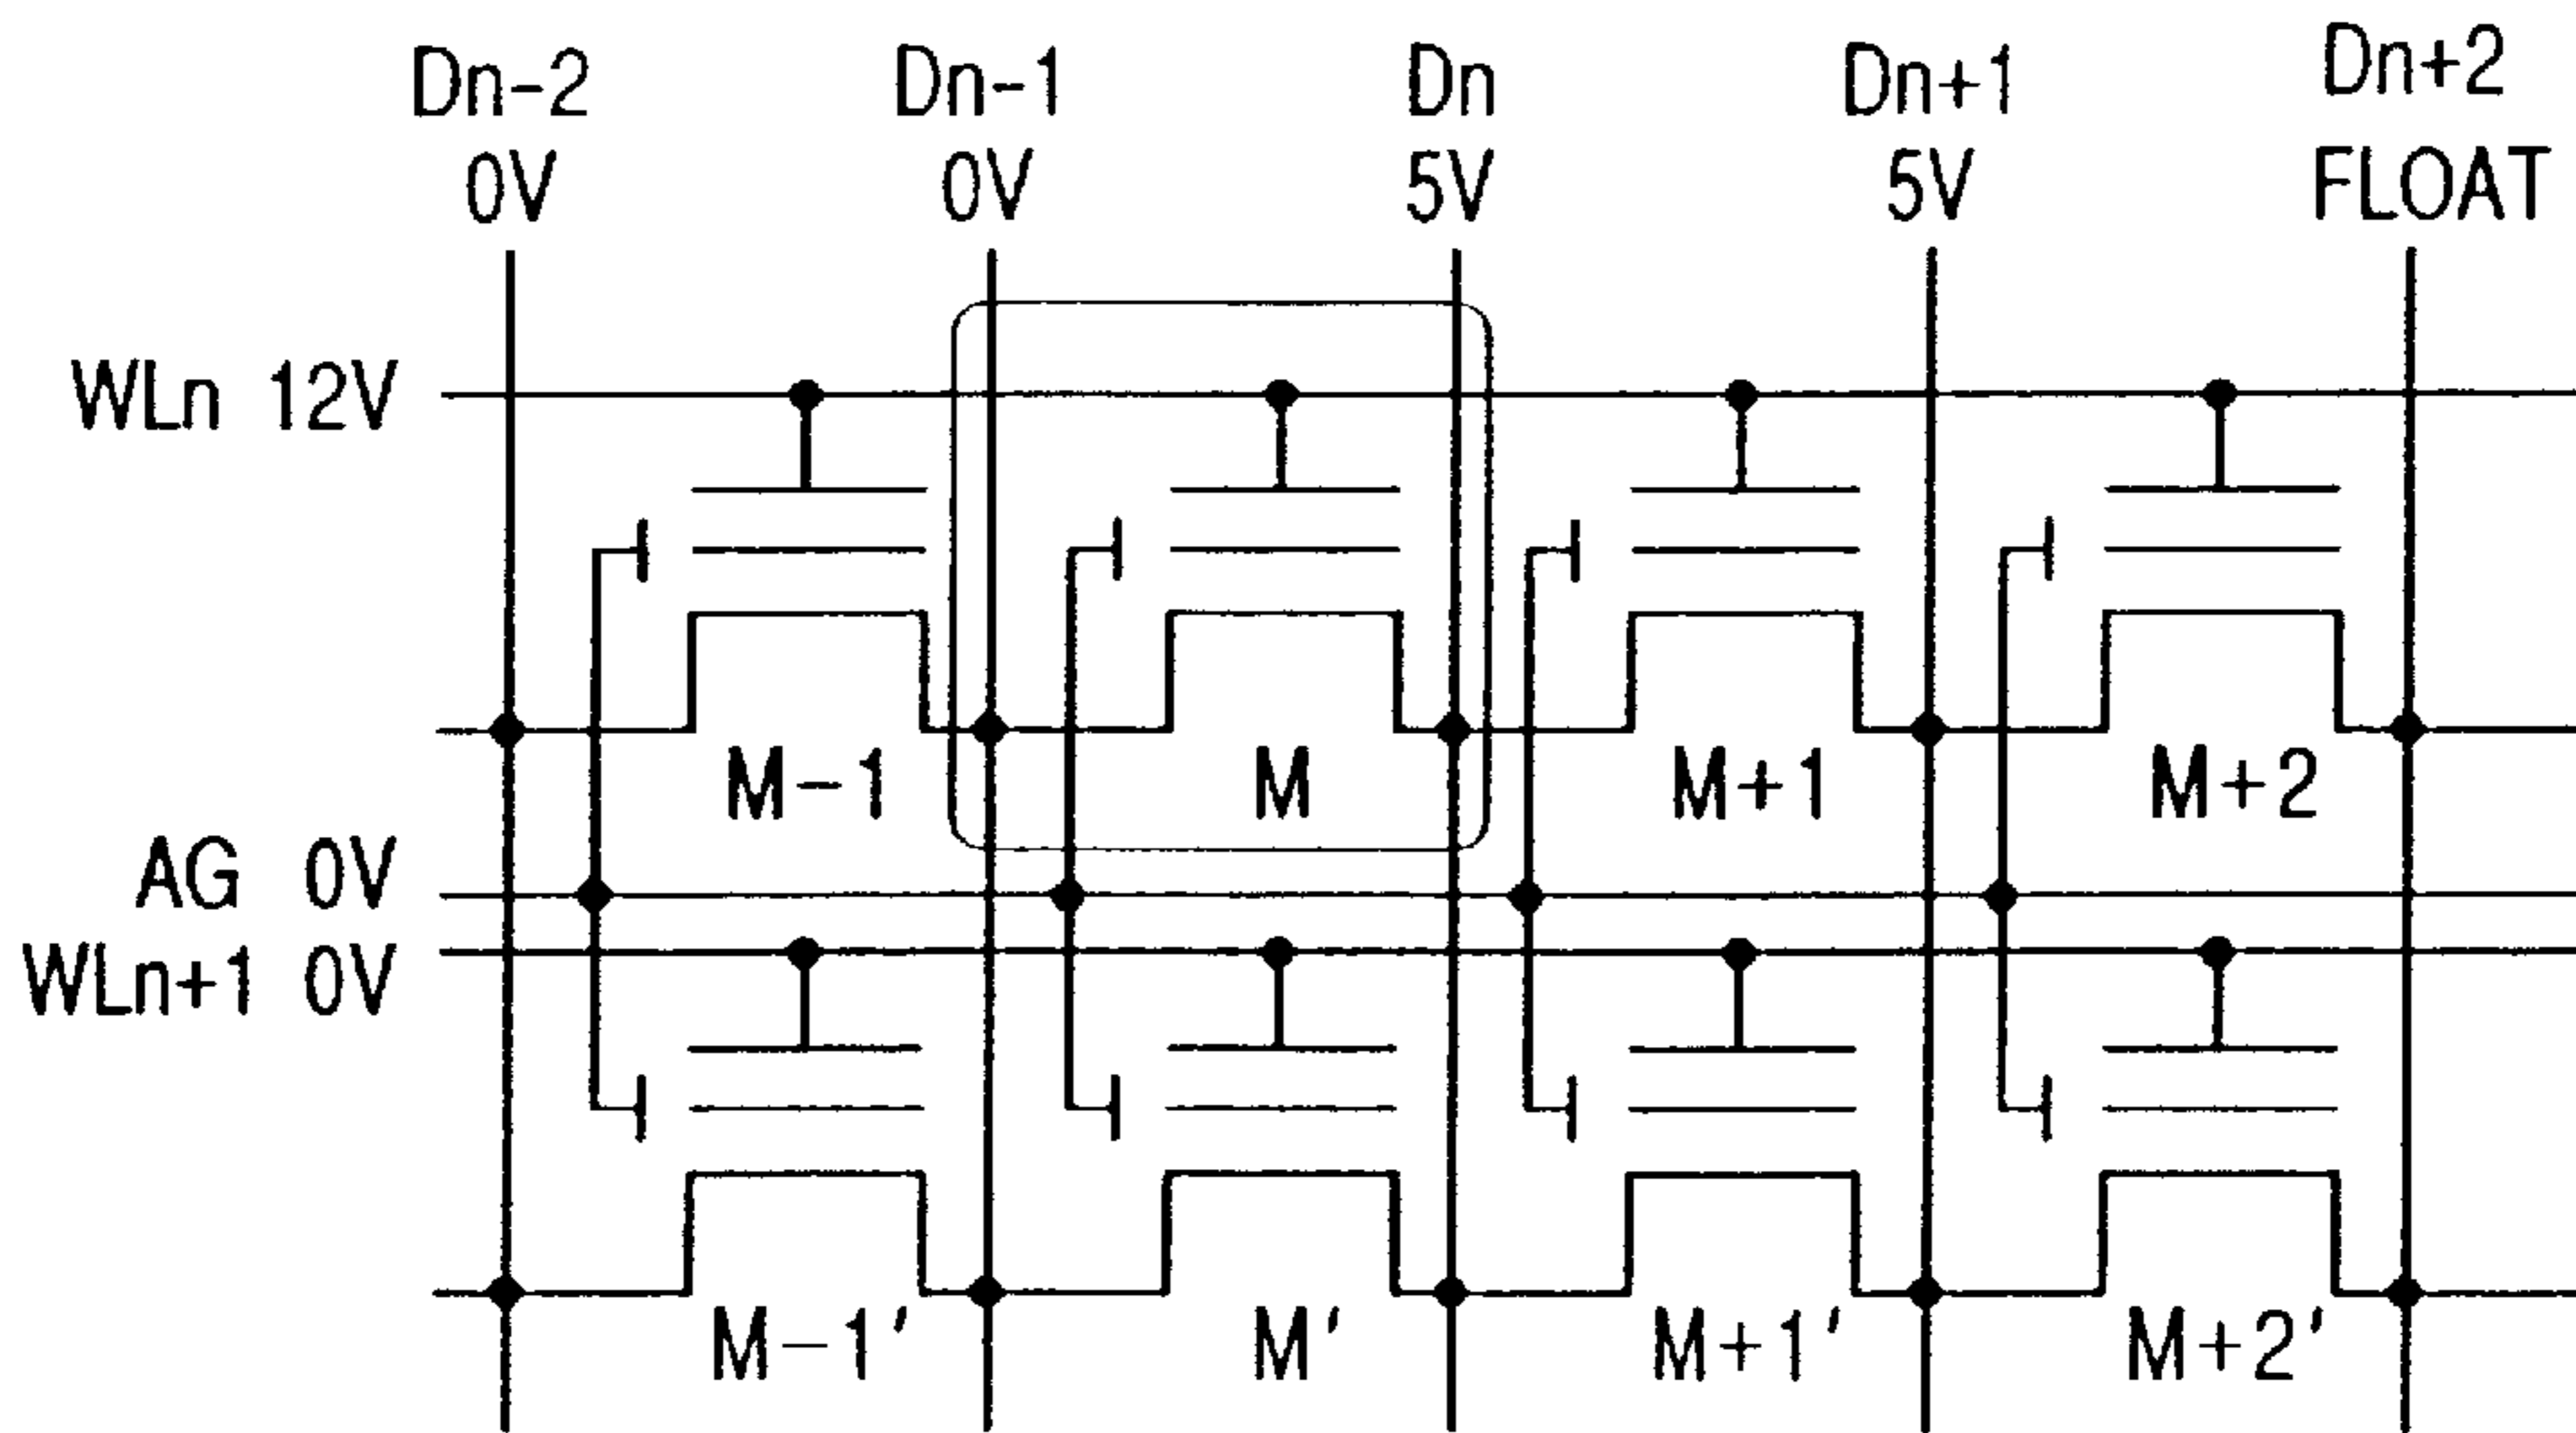 Dn-2 Dn-1 Dn Dn+1 Dn+2
0V 0V 5V 5V FLOAT
WLn 12V
M-1 M M+1 M+2
AG 0V
WLn+1 0V
M-1' M' M+1' M+2'